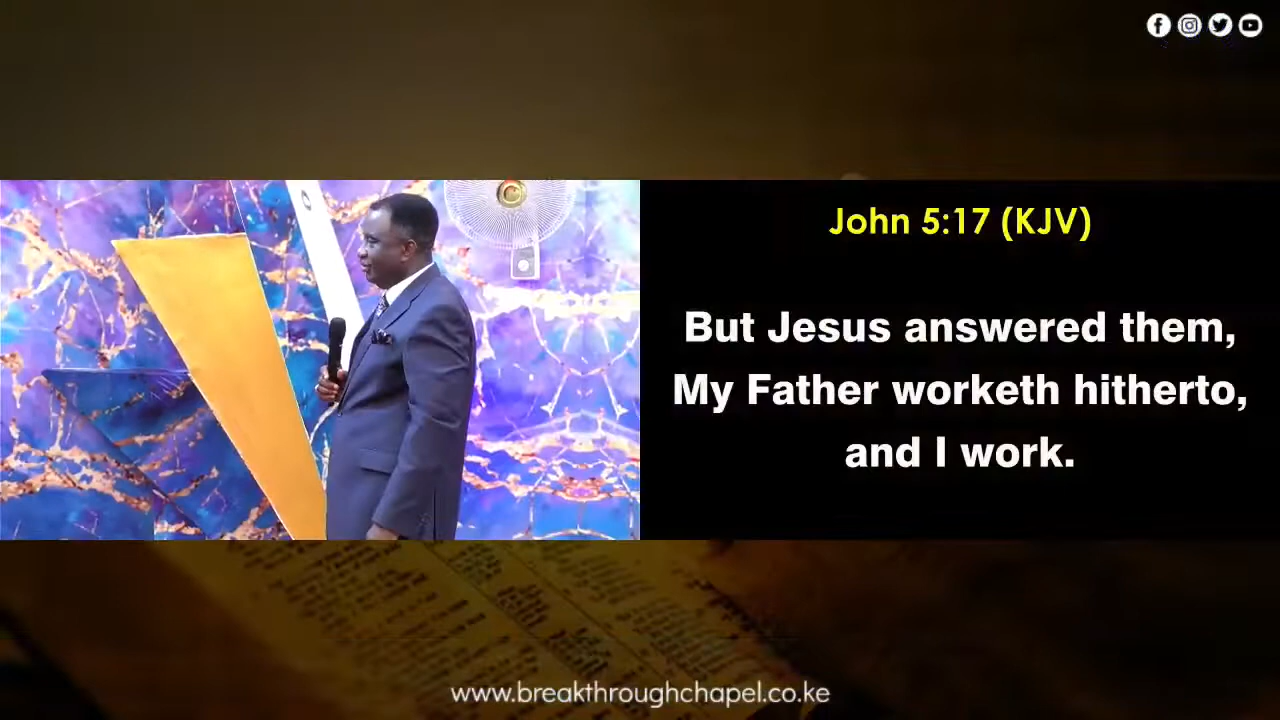 John 5:17 (KJV)
But Jesus answered them,
My Father worketh hitherto,
and I work.
www.breakthroughchapel.co.ke